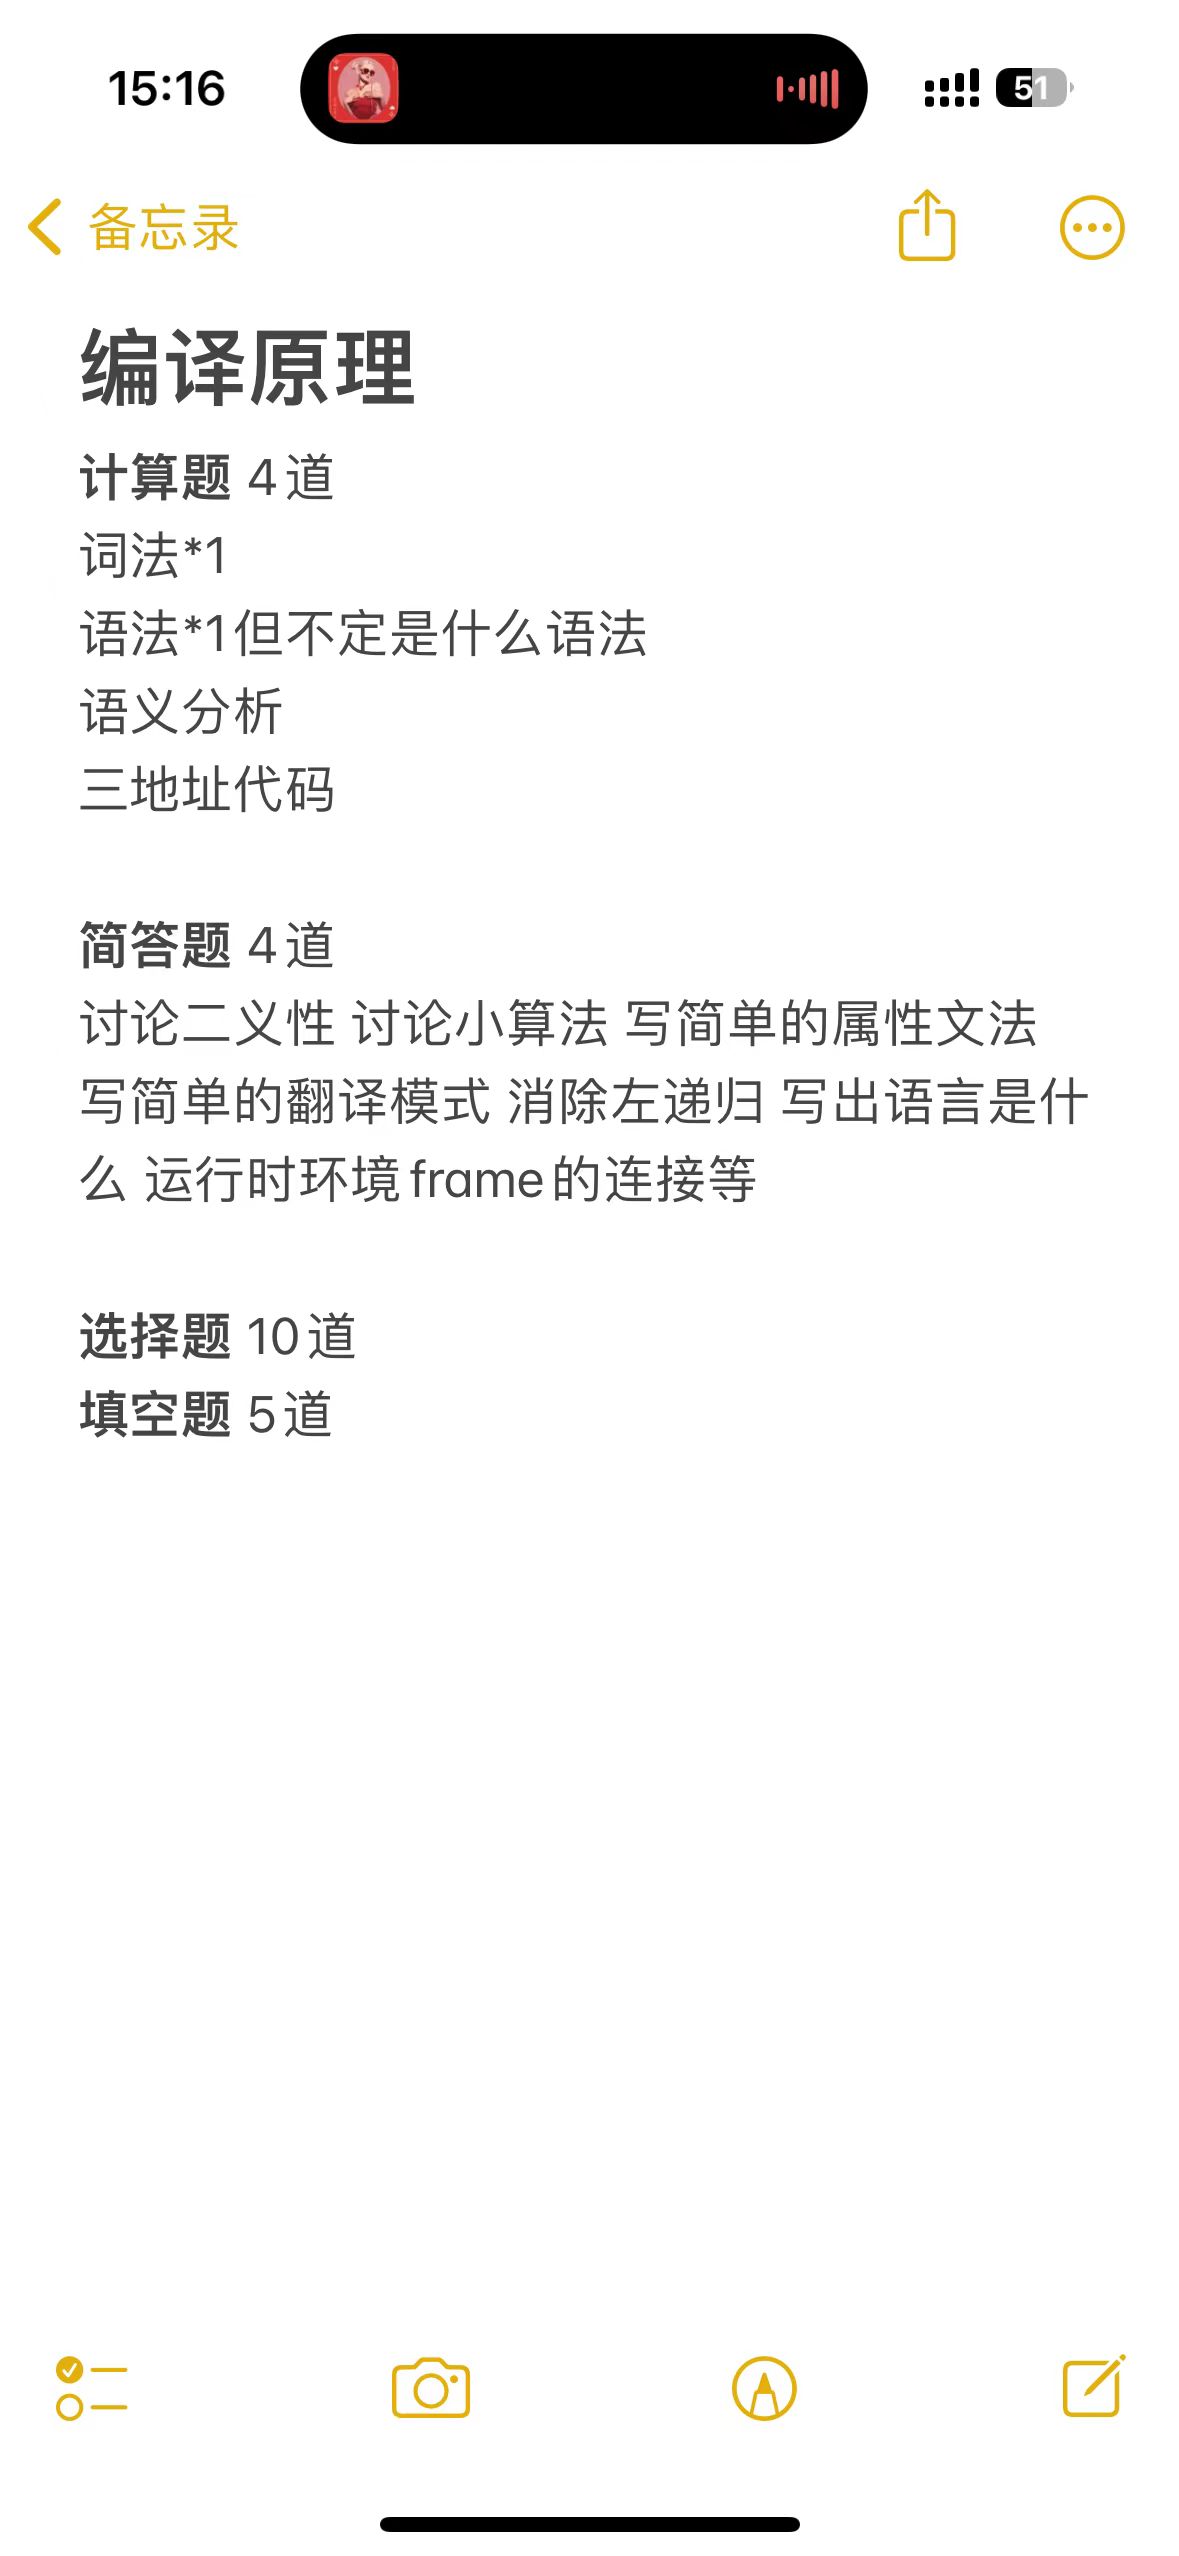 15:16
51
备忘录
编译原理
计算题 4道
词法*1
语法*1但不定是什么语法
语义分析
三地址代码
简答题 4道
讨论二义性 讨论小算法 写简单的属性文法
写简单的翻译模式 消除左递归 写出语言是什
么 运行时环境frame的连接等
选择题 10道
填空题 5道